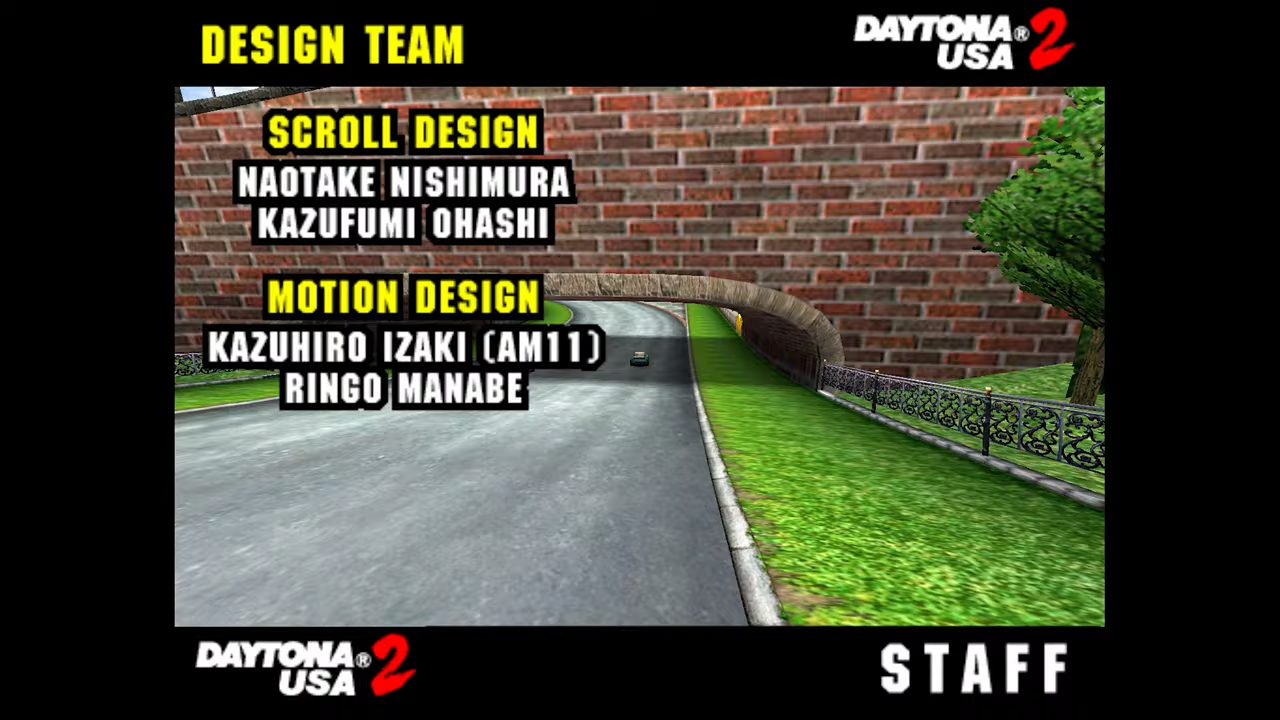 DESIGN TEAM
DAYTONA® USA 2
SCROLL DESIGN
NAOTAKE NISHIMURA
KAZUFUMI OHASHI
MOTION DESIGN
KAZUHIRO IZAKI (AM11)
RINGO MANABE
DAYTONA® USA 2
STAFF